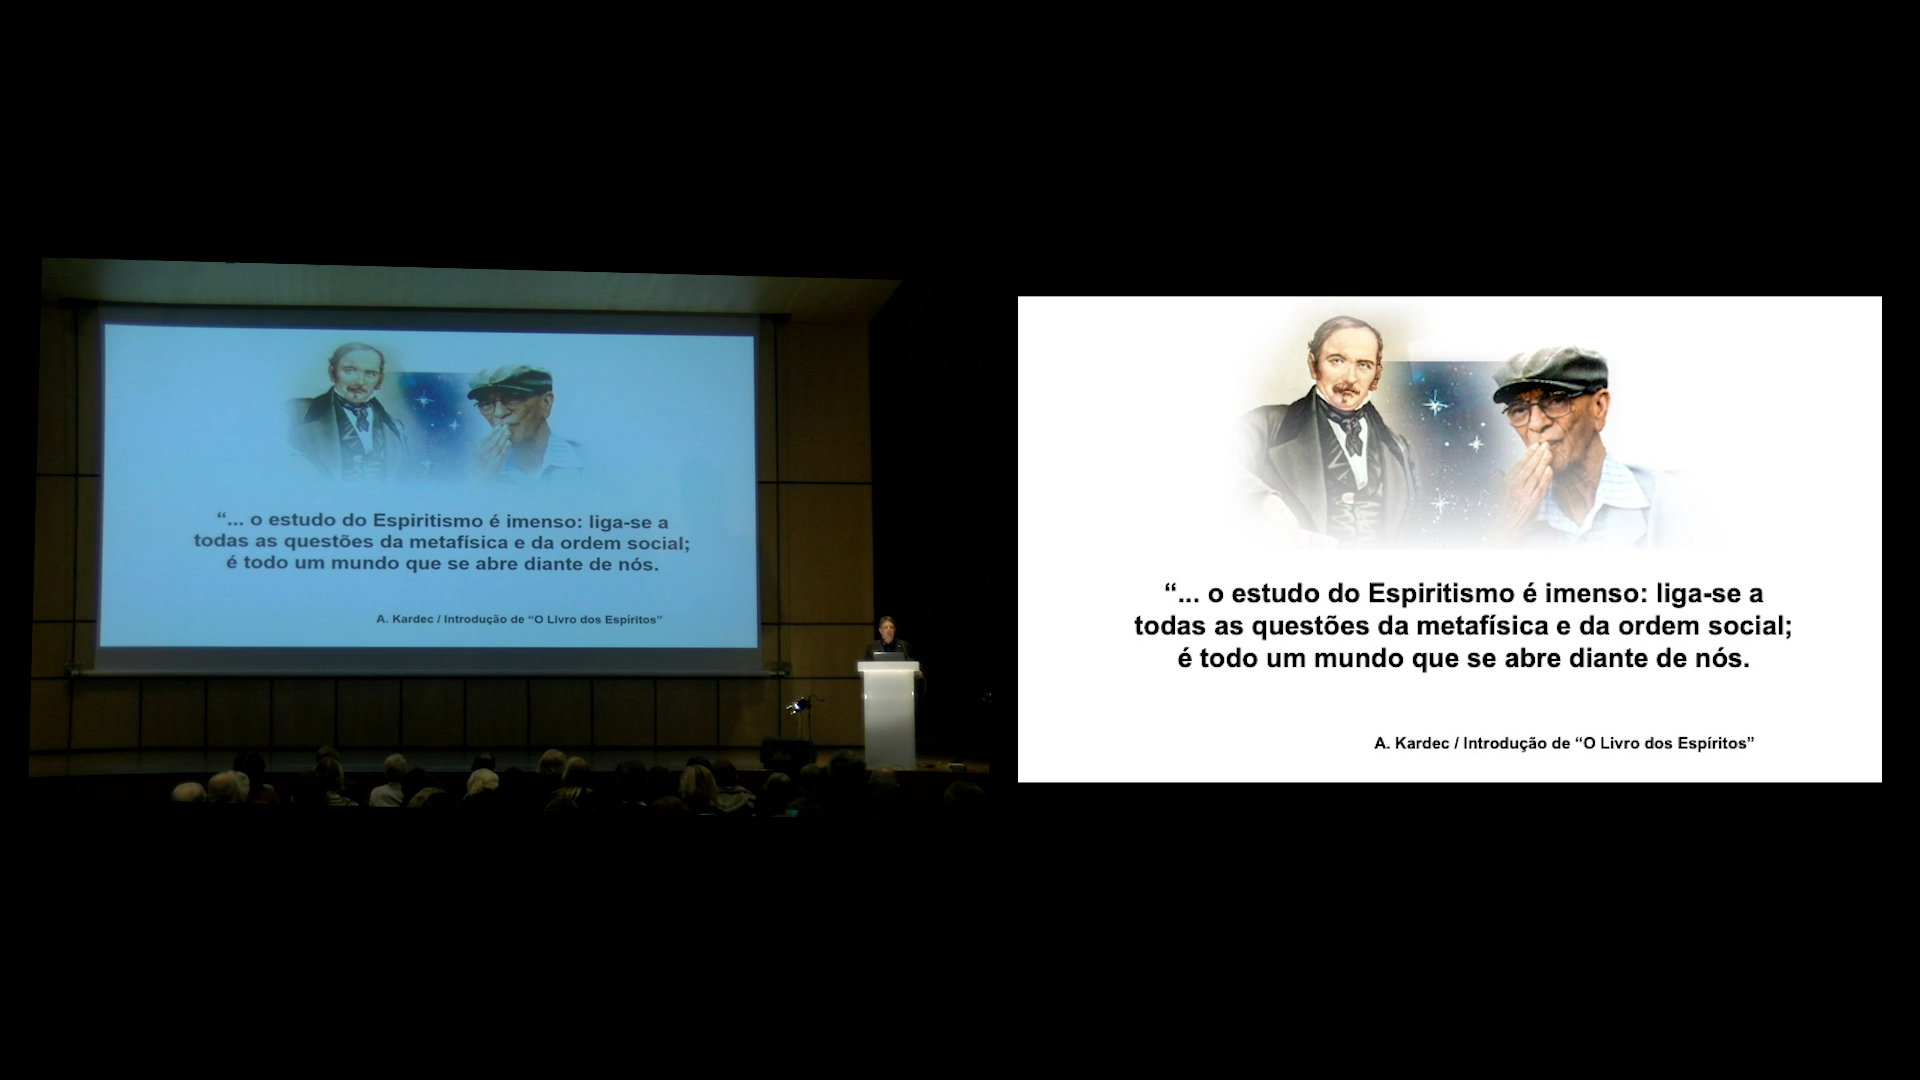 “... o estudo do Espiritismo é imenso: liga-se a
todas as questões da metafísica e da ordem social;
é todo um mundo que se abre diante de nós.
A. Kardec / Introdução de “O Livro dos Espíritos”
“... o estudo do Espiritismo é imenso: liga-se a
todas as questões da metafísica e da ordem social;
é todo um mundo que se abre diante de nós.
A. Kardec / Introdução de “O Livro dos Espíritos”